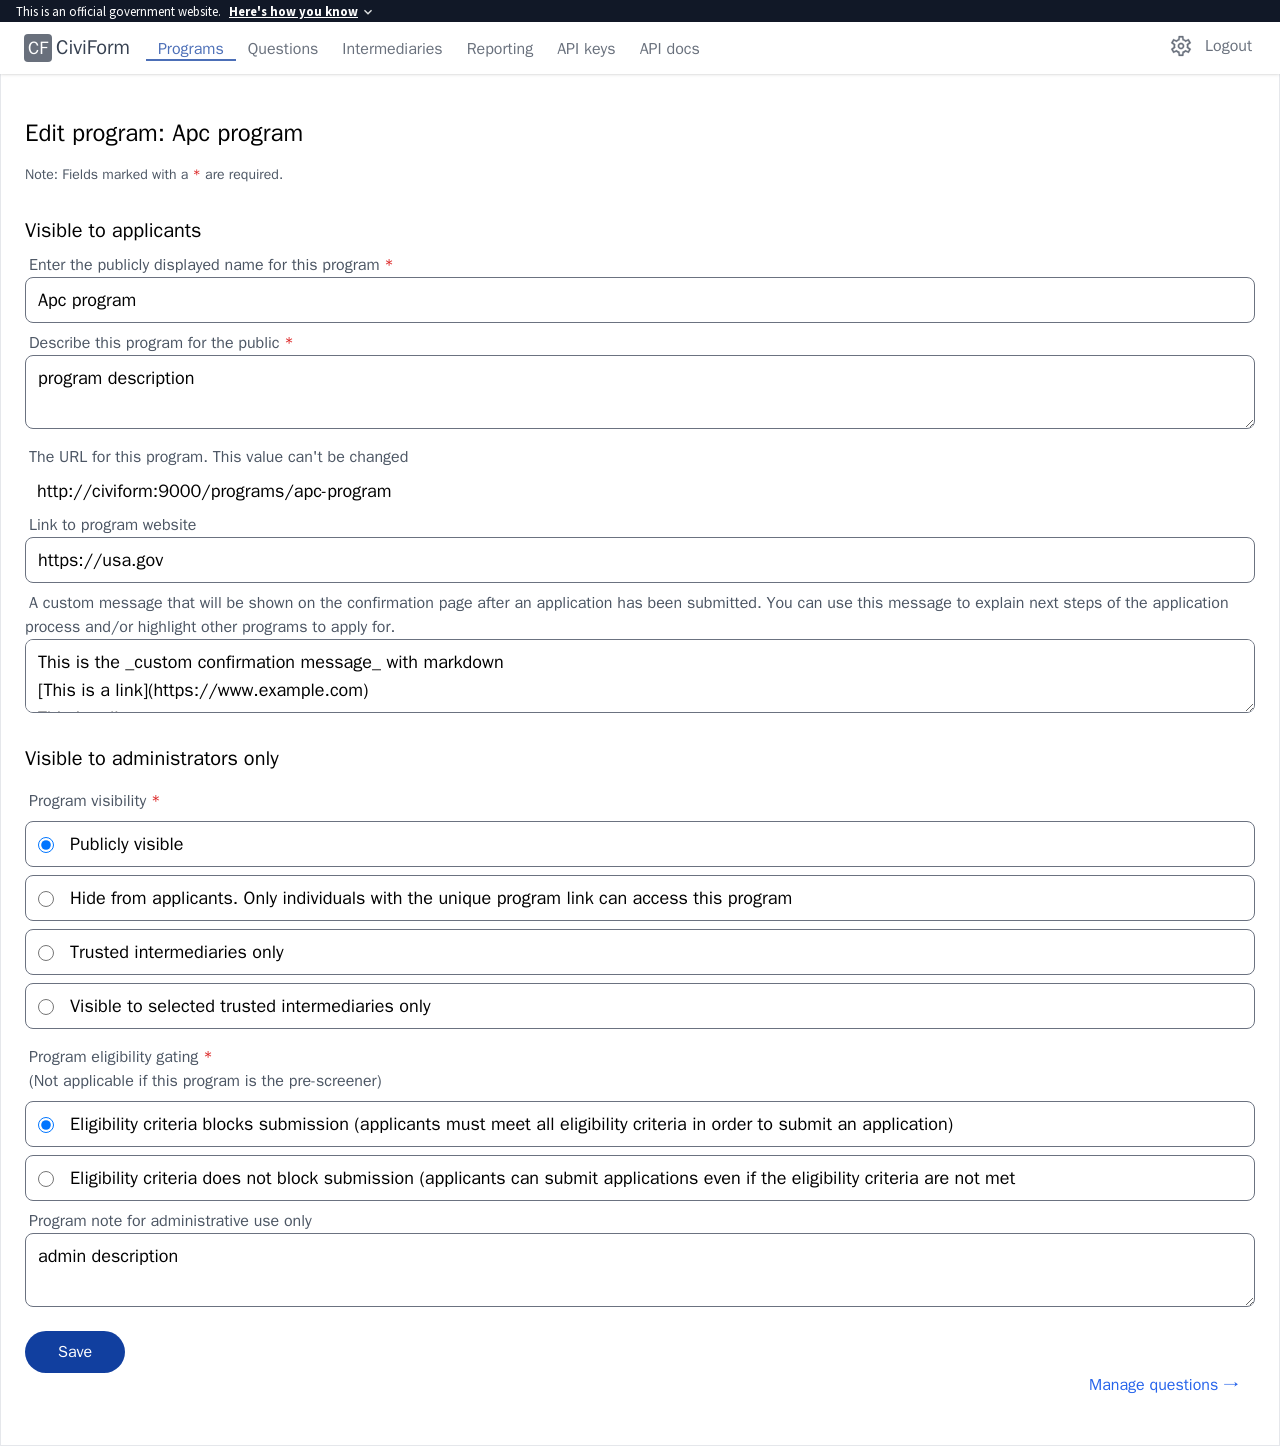 This is an official government website. Here's how you know
CF CiviForm Programs Questions Intermediaries Reporting API keys API docs Logout
Edit program: Apc program
Note: Fields marked with a * are required.
Visible to applicants
Enter the publicly displayed name for this program *
Apc program
Describe this program for the public *
program description
The URL for this program. This value can't be changed
http://civiform:9000/programs/apc-program
Link to program website
https://usa.gov
A custom message that will be shown on the confirmation page after an application has been submitted. You can use this message to explain next steps of the application
process and/or highlight other programs to apply for.
This is the _custom confirmation message_ with markdown
[This is a link](https://www.example.com)
Visible to administrators only
Program visibility *
Publicly visible
Hide from applicants. Only individuals with the unique program link can access this program
Trusted intermediaries only
Visible to selected trusted intermediaries only
Program eligibility gating *
(Not applicable if this program is the pre-screener)
Eligibility criteria blocks submission (applicants must meet all eligibility criteria in order to submit an application)
Eligibility criteria does not block submission (applicants can submit applications even if the eligibility criteria are not met
Program note for administrative use only
admin description
Save
Manage questions →